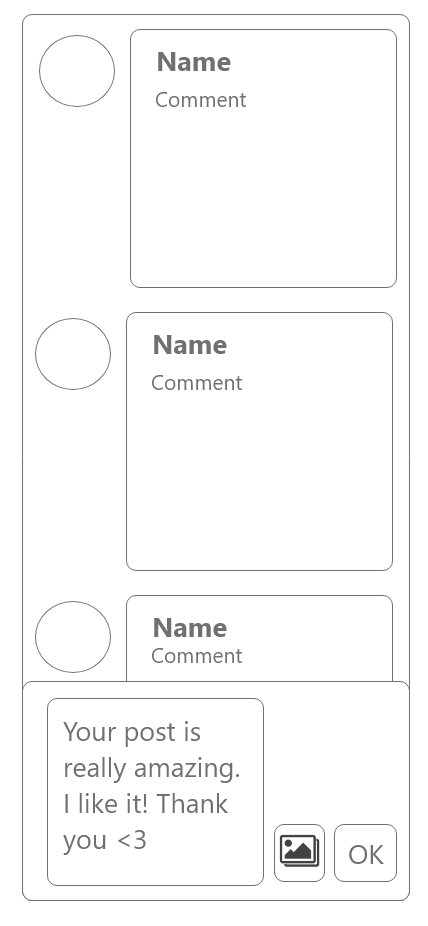 Name
Comment
Name
Comment
Name
Comment
Your post is
really amazing.
I like it! Thank
you <3
OK